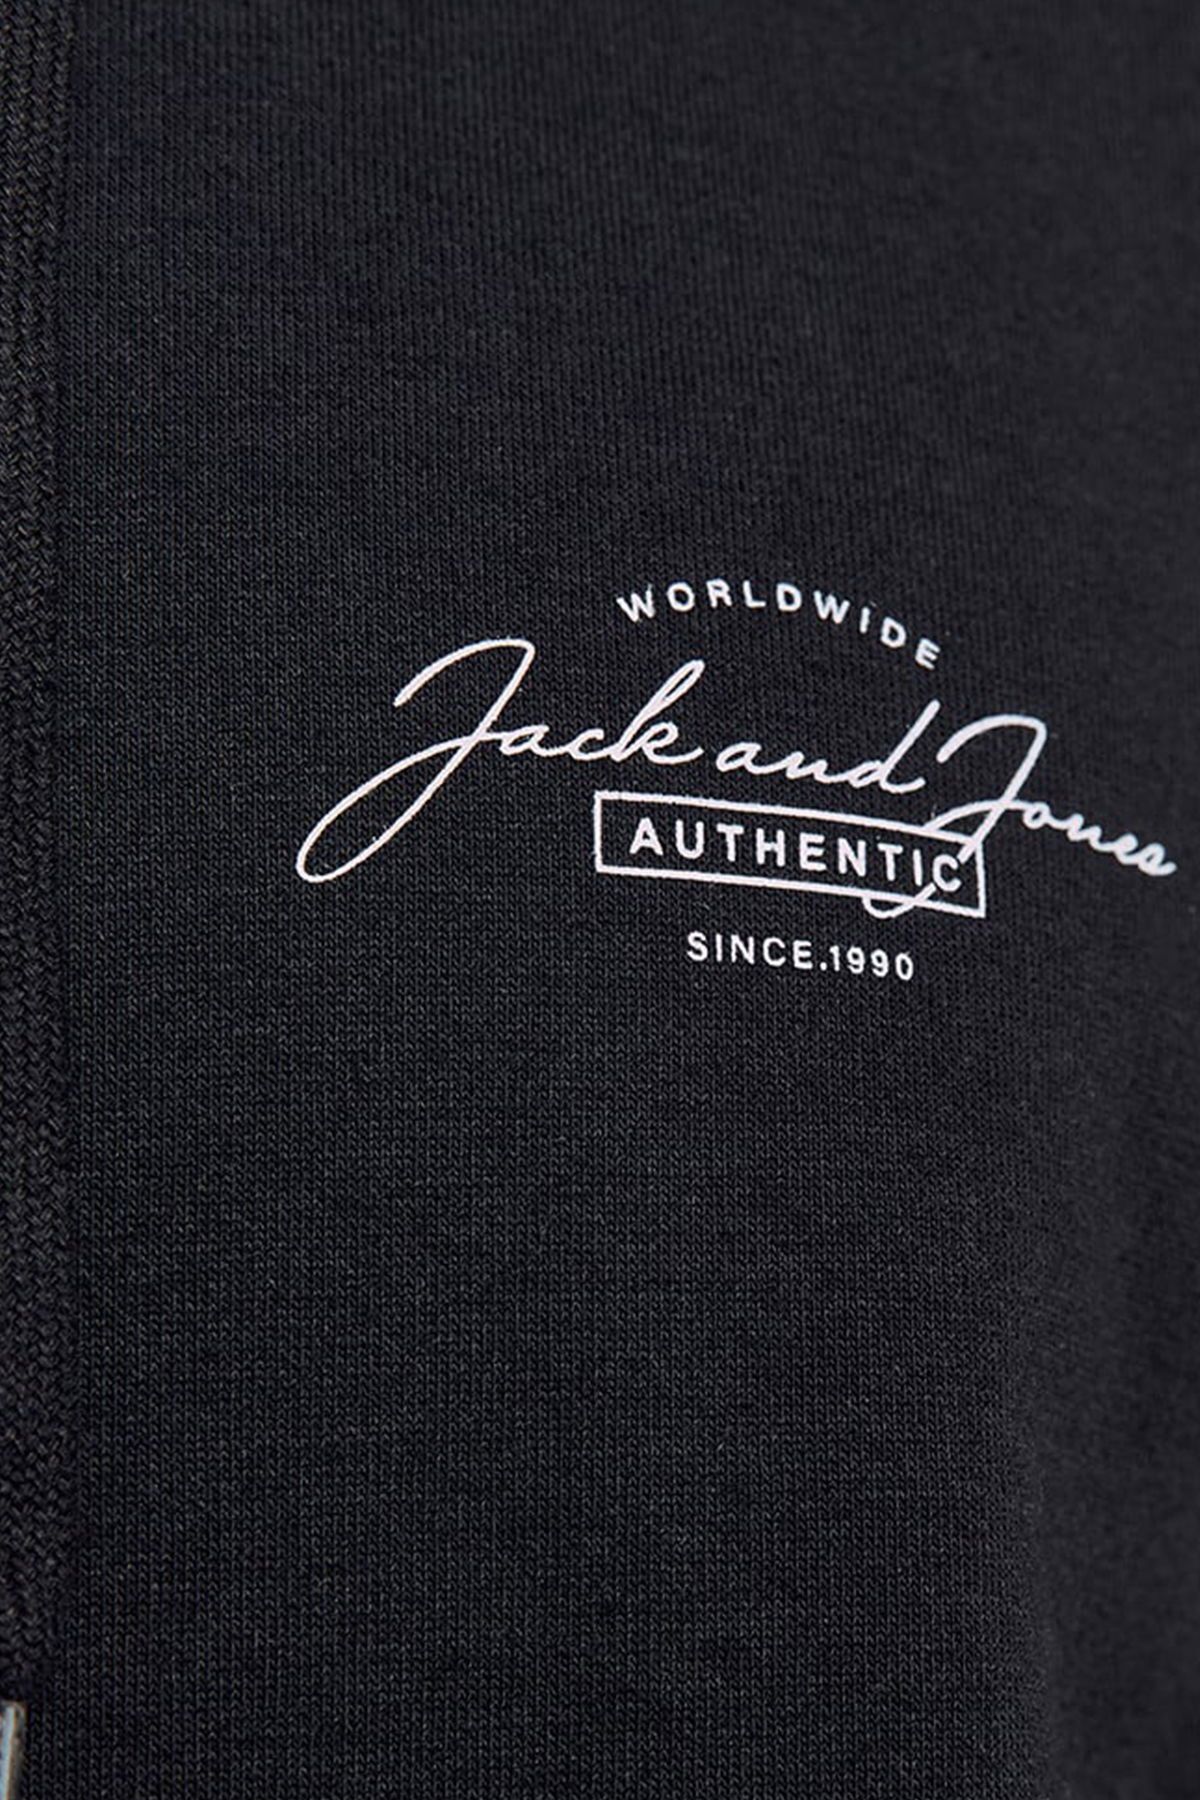 WORLDWIDE
Jack and Jones
AUTHENTIC
SINCE.1990